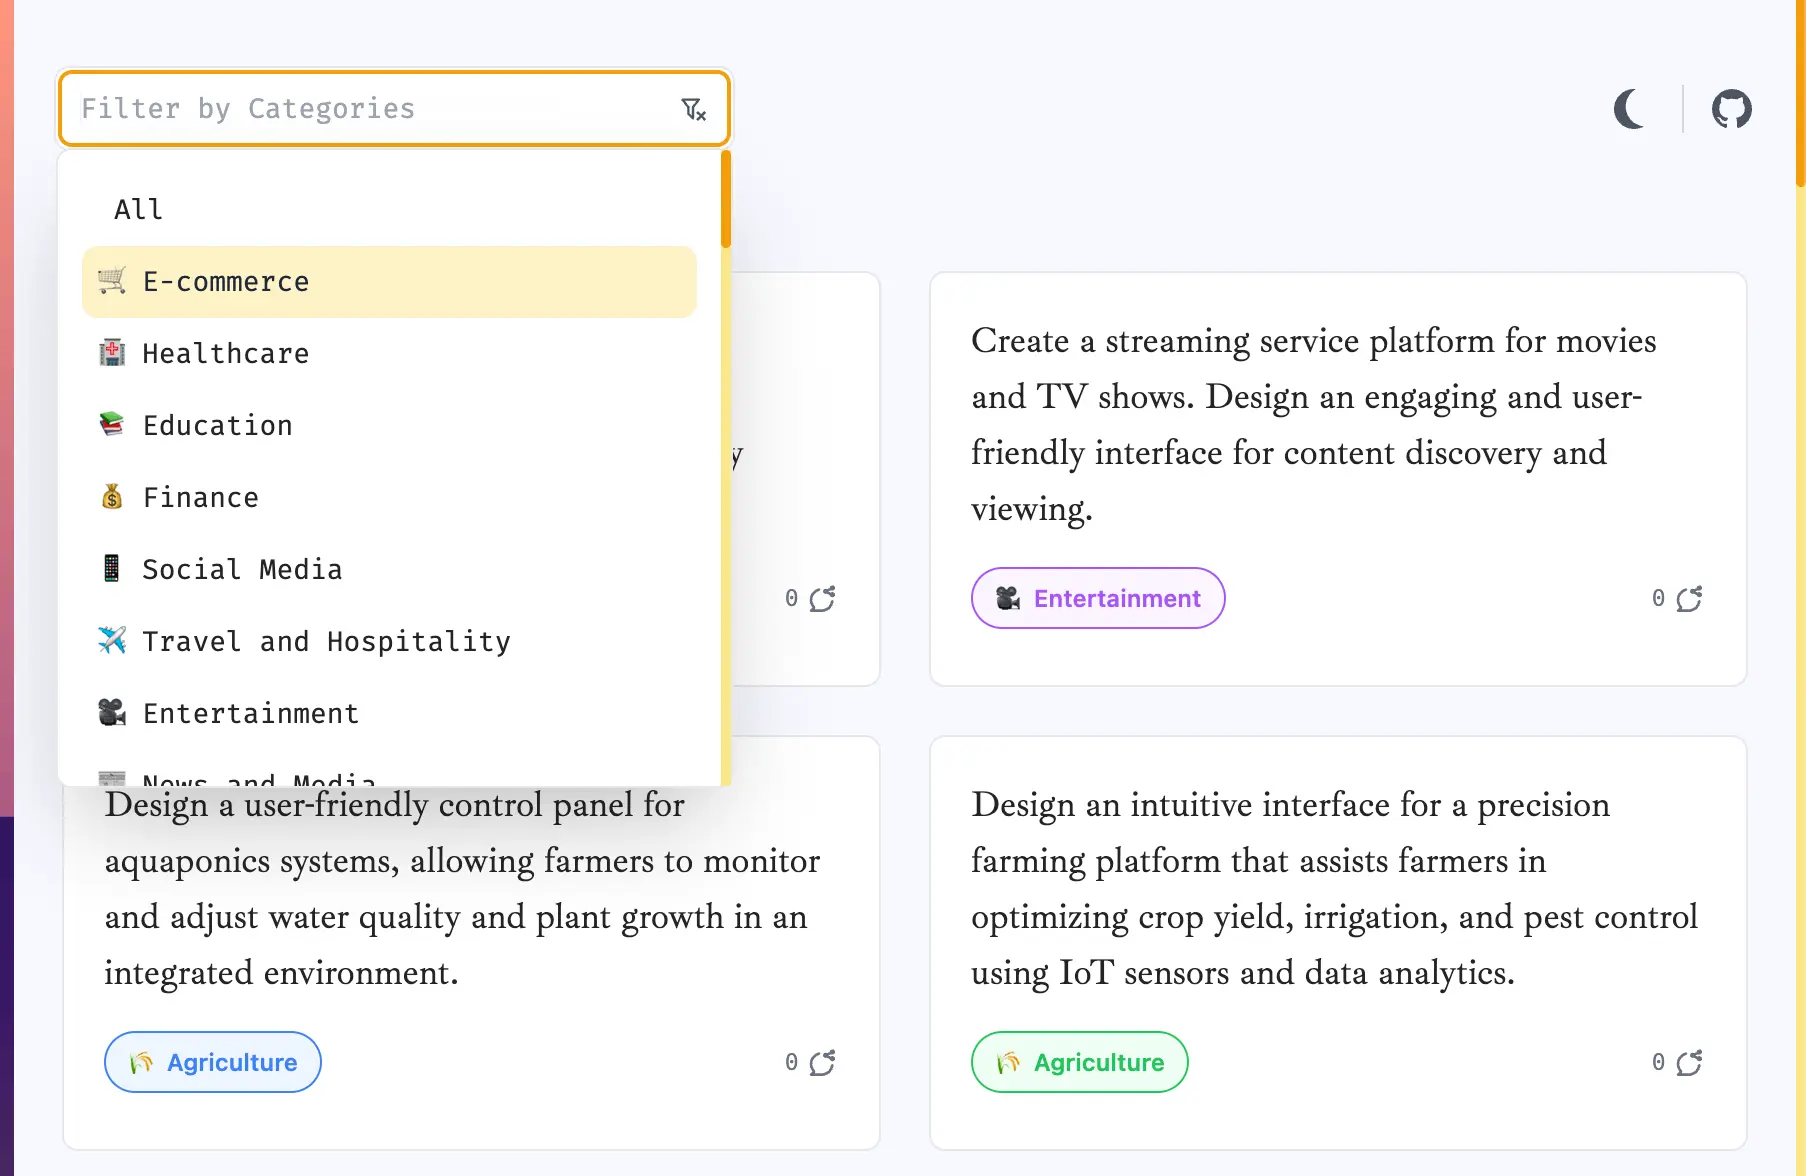 Filter by Categories
All
E-commerce
Healthcare
Education
Finance
Social Media
Travel and Hospitality
Entertainment
News and Media
y
0
Create a streaming service platform for movies
and TV shows. Design an engaging and user-
friendly interface for content discovery and
viewing.
Entertainment
0
Design a user-friendly control panel for
aquaponics systems, allowing farmers to monitor
and adjust water quality and plant growth in an
integrated environment.
Agriculture
0
Design an intuitive interface for a precision
farming platform that assists farmers in
optimizing crop yield, irrigation, and pest control
using IoT sensors and data analytics.
Agriculture
0